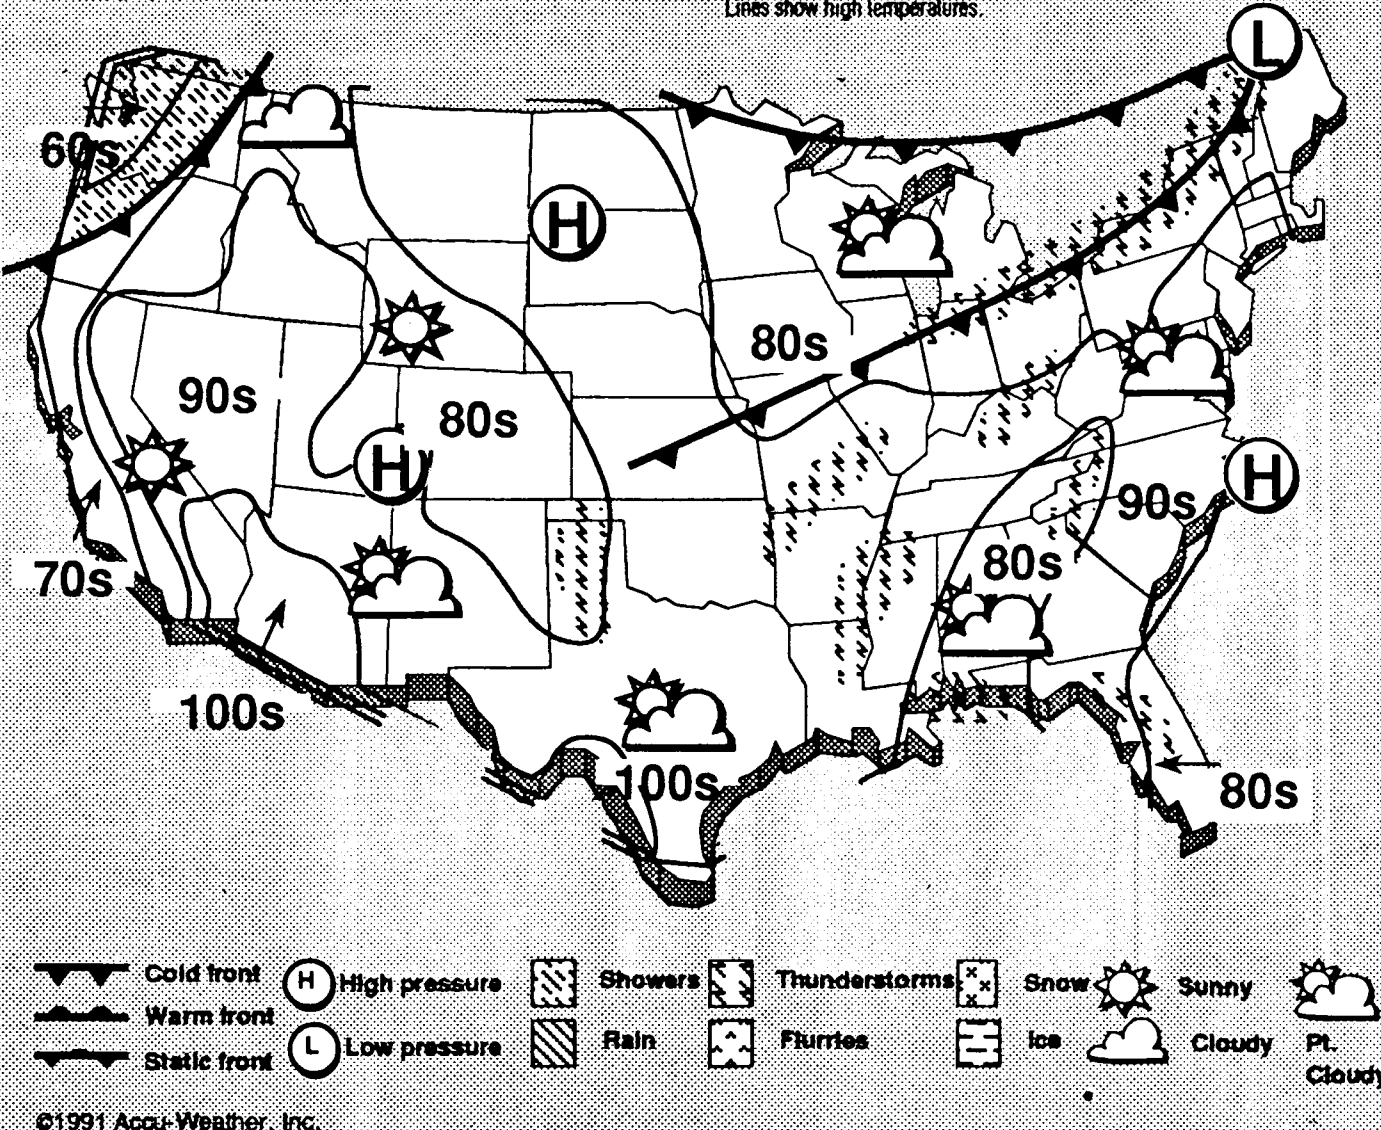 Lines show high temperatures.
L
60s
H
80s
90s
80s
H
H
90s
80s
70s
100s
100s
80s
Cold front
H High pressure
Showers
Thunderstorms
Snow
Sunny
Warm front
Static front
L Low pressure
Rain
Flurries
Ice
Cloudy
Pt.
Cloudy
©1991 Accu-Weather, Inc.